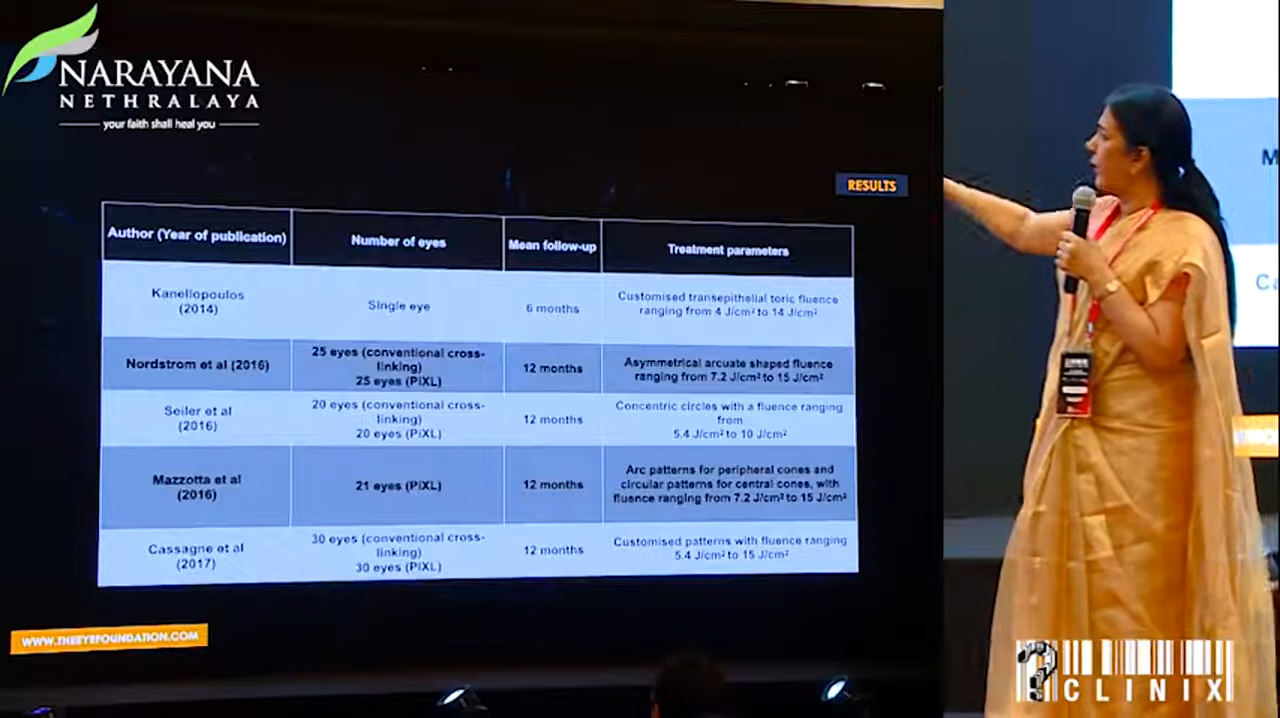 NARAYANA
NETHRALAYA
your faith shall heal you
RESULTS
Author (Year of publication)
Number of eyes
Mean follow-up
Treatment parameters
Kanellopoulos
(2014)
Single eye
6 months
Customised transepithelial toric fluence
ranging from 4 J/cm² to 14 J/cm²
Nordstrom et al (2016)
25 eyes (conventional cross-
linking)
25 eyes (PiXL)
12 months
Asymmetrical arcuate shaped fluence
ranging from 7.2 J/cm² to 15 J/cm²
Seiler et al
(2016)
20 eyes (conventional cross-
linking)
20 eyes (PiXL)
12 months
Concentric circles with a fluence ranging
from
5.4 J/cm² to 10 J/cm²
Mazzotta et al
(2016)
21 eyes (PiXL)
12 months
Arc patterns for peripheral cones and
circular patterns for central cones, with
fluence ranging from 7.2 J/cm² to 15 J/cm²
Cassagne et al
(2017)
30 eyes (conventional cross-
linking)
30 eyes (PiXL)
12 months
Customised patterns with fluence ranging
5.4 J/cm² to 15 J/cm²
WWW.THEEYEFOUNDATION.COM
M
Ca
?
CLINIX